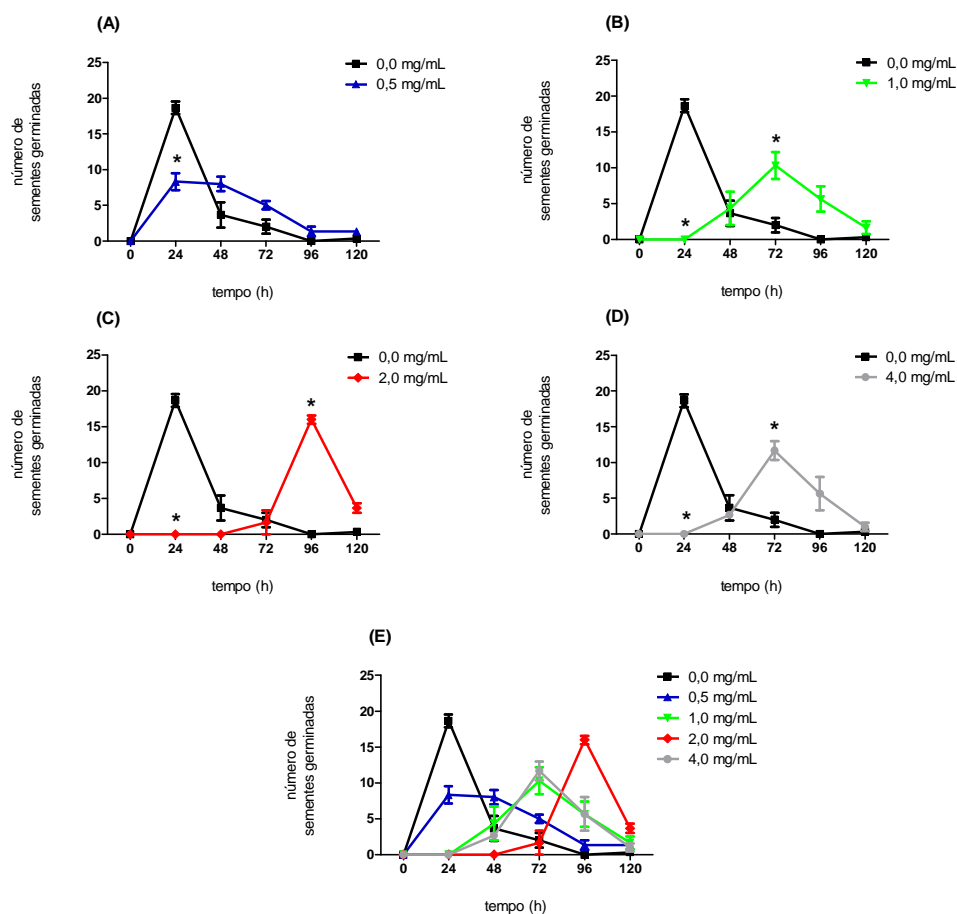 (A)
0,0 mg/mL
0,5 mg/mL
número de
sementes germinadas
25
20
15
10
5
0
*
0 24 48 72 96 120
tempo (h)
(B)
0,0 mg/mL
1,0 mg/mL
número de
sementes germinadas
25
20
15
10
5
0
*
*
0 24 48 72 96 120
tempo (h)
(C)
0,0 mg/mL
2,0 mg/mL
número de
sementes germinadas
25
20
15
10
5
0
*
*
0 24 48 72 96 120
tempo (h)
(D)
0,0 mg/mL
4,0 mg/mL
número de
sementes germinadas
25
20
15
10
5
0
*
*
0 24 48 72 96 120
tempo (h)
(E)
0,0 mg/mL
0,5 mg/mL
1,0 mg/mL
2,0 mg/mL
4,0 mg/mL
número de
sementes germinadas
25
20
15
10
5
0
0 24 48 72 96 120
tempo (h)